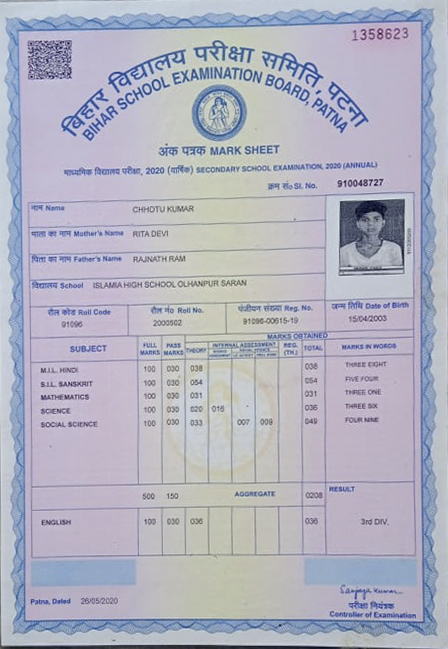 1358623
बिहार विद्यालय परीक्षा समिति, पटना
BIHAR SCHOOL EXAMINATION BOARD, PATNA
अंक पत्रक MARK SHEET
माध्यमिक विद्यालय परीक्षा, 2020 (वार्षिक) SECONDARY SCHOOL EXAMINATION, 2020 (ANNUAL)
क्रम सं० Sl. No. 910048727
नाम Name CHHOTU KUMAR
माता का नाम Mother's Name RITA DEVI
पिता का नाम Father's Name RAJNATH RAM
विद्यालय School ISLAMIA HIGH SCHOOL OLHANPUR SARAN
रौल कोड Roll Code रौल नं० Roll No. पंजीयन संख्या Reg. No. जन्म तिथि Date of Birth
91096 2000502 91096-00615-19 15/04/2003
MARKS OBTAINED
SUBJECT FULL MARKS PASS MARKS THEORY INTERNAL ASSESSMENT REG. (TH.) TOTAL MARKS IN WORDS
M.I.L. HINDI 100 030 038 038 THREE EIGHT
S.I.L. SANSKRIT 100 030 054 054 FIVE FOUR
MATHEMATICS 100 030 031 031 THREE ONE
SCIENCE 100 030 020 016 036 THREE SIX
SOCIAL SCIENCE 100 030 033 007 009 049 FOUR NINE
500 150 AGGREGATE 0208 RESULT
ENGLISH 100 030 036 036 3rd DIV.
Patna, Dated 26/05/2020
Sanjay Kumar
परीक्षा नियंत्रक
Controller of Examination